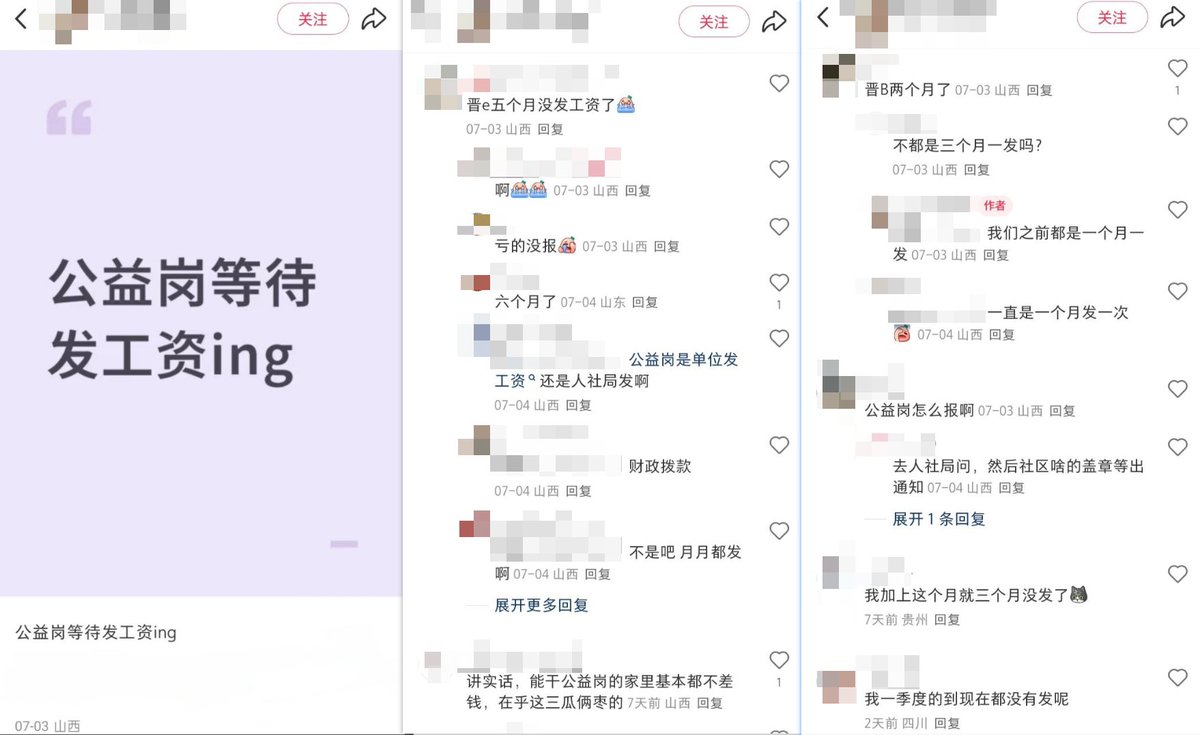 关注
“
公益岗等待
发工资ing
公益岗等待发工资ing
07-03 山西
关注
晋e五个月没发工资了
07-03 山西 回复
啊 07-03 山西 回复
亏的没报 07-03 山西 回复
六个月了 07-04 山东 回复
1
公益岗是单位发
工资 还是人社局发啊
07-04 山西 回复
财政拨款
07-04 山西 回复
不是吧 月月都发
啊 07-04 山西 回复
展开更多回复
讲实话，能干公益岗的家里基本都不差
1
钱，在乎这三瓜俩枣的 7天前 山西 回复
关注
晋B两个月了 07-03 山西 回复
1
不都是三个月一发吗？
07-03 山西 回复
作者
我们之前都是一个月一
发 07-03 山西 回复
一直是一个月发一次
07-04 山西 回复
公益岗怎么报啊 07-03 山西 回复
去人社局问，然后社区啥的盖章等出
通知 07-04 山西 回复
展开 1 条回复
我加上这个月就三个月没发了
7天前 贵州 回复
我一季度的到现在都没有发呢
2天前 四川 回复